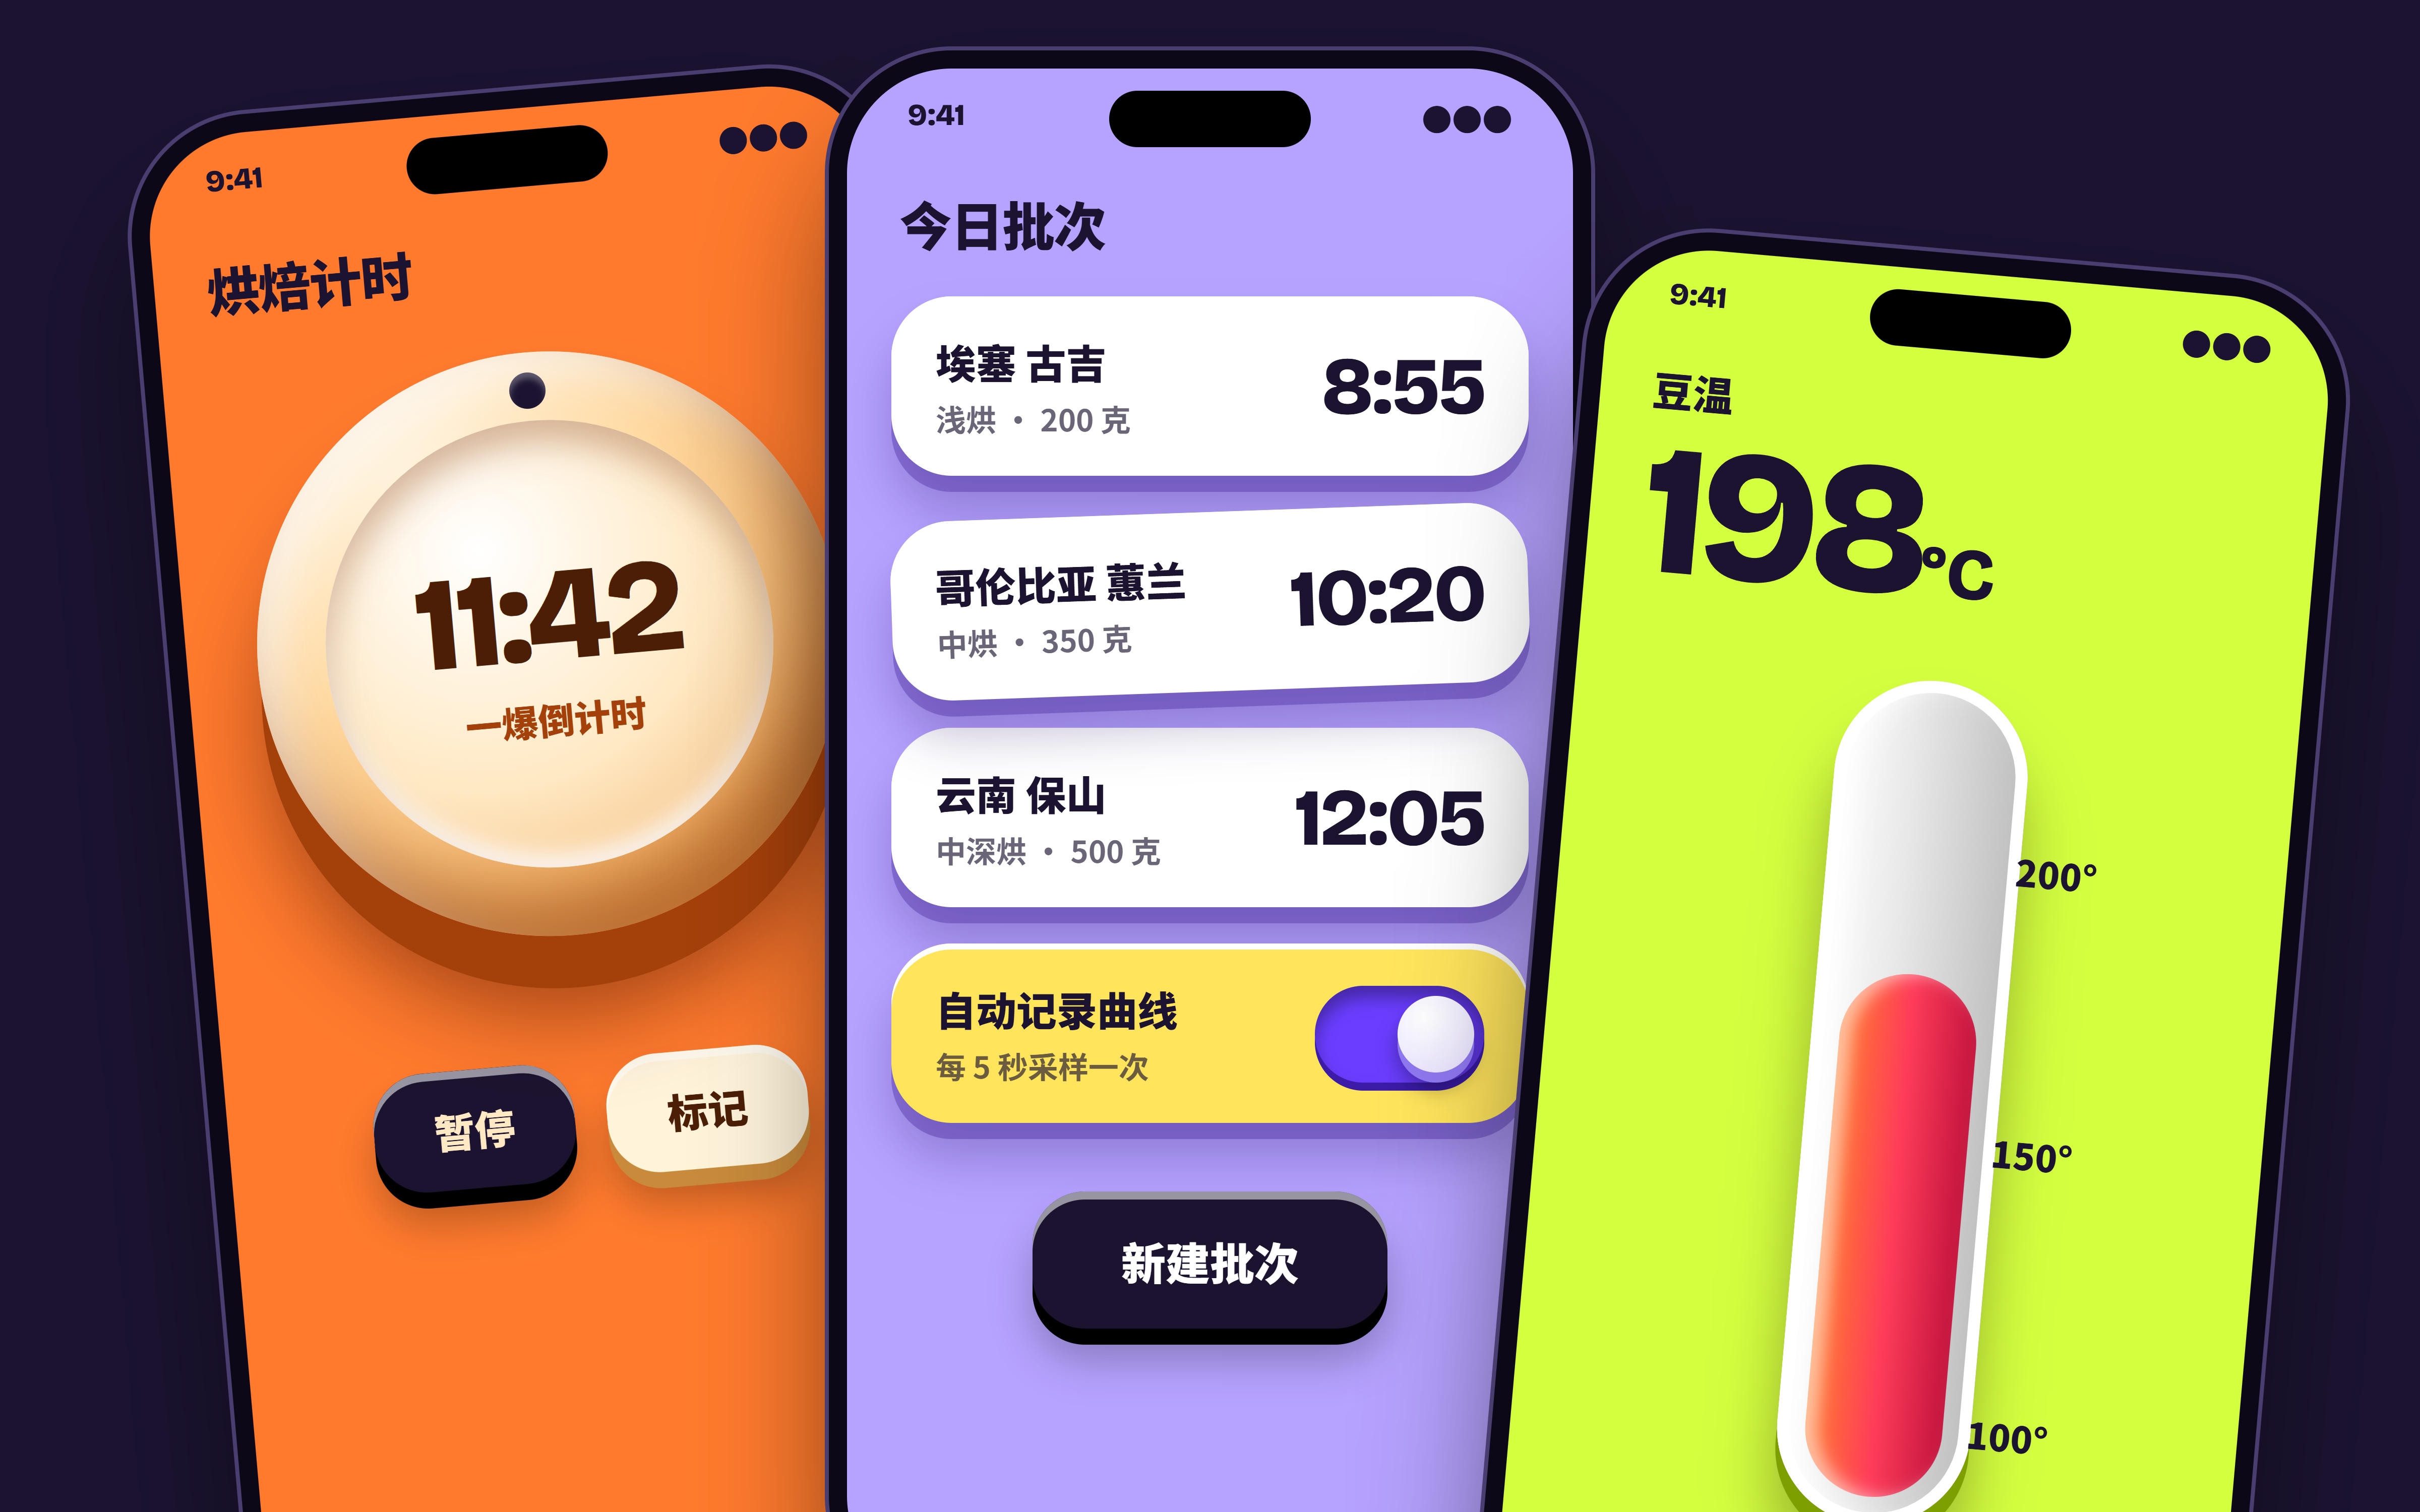 9:41
烘焙计时
11:42
一爆倒计时
暂停
标记
9:41
今日批次
埃塞 古吉
浅烘 · 200 克
8:55
哥伦比亚 蕙兰
中烘 · 350 克
10:20
云南 保山
中深烘 · 500 克
12:05
自动记录曲线
每 5 秒采样一次
新建批次
9:41
豆温
198°C
200°
150°
100°